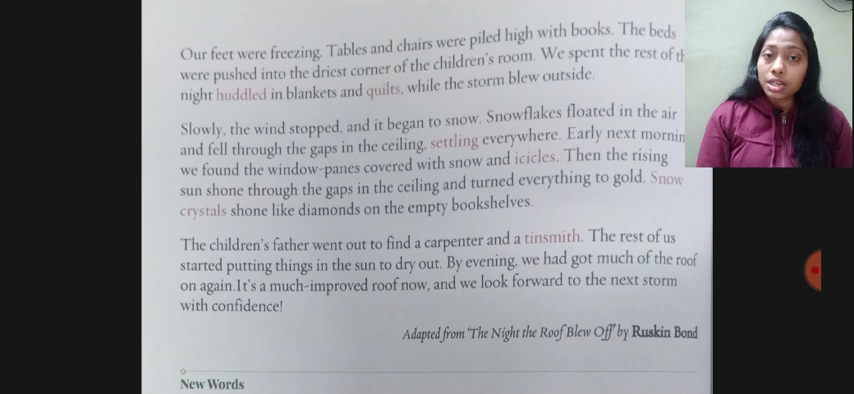 Our feet were freezing. Tables and chairs were piled high with books. The beds
were pushed into the driest corner of the children's room. We spent the rest of
night huddled in blankets and quilts, while the storm blew outside.
Slowly, the wind stopped, and it began to snow. Snowflakes floated in the air
and fell through the gaps in the ceiling, settling everywhere. Early next mornin
we found the window-panes covered with snow and icicles. Then the rising
sun shone through the gaps in the ceiling and turned everything to gold. Snow
crystals shone like diamonds on the empty bookshelves.
The children's father went out to find a carpenter and a tinsmith. The rest of us
started putting things in the sun to dry out. By evening, we had got much of the roof
on again.It's a much-improved roof now, and we look forward to the next storm
with confidence!
Adapted from 'The Night the Roof Blew Off' by Ruskin Bond
New Words